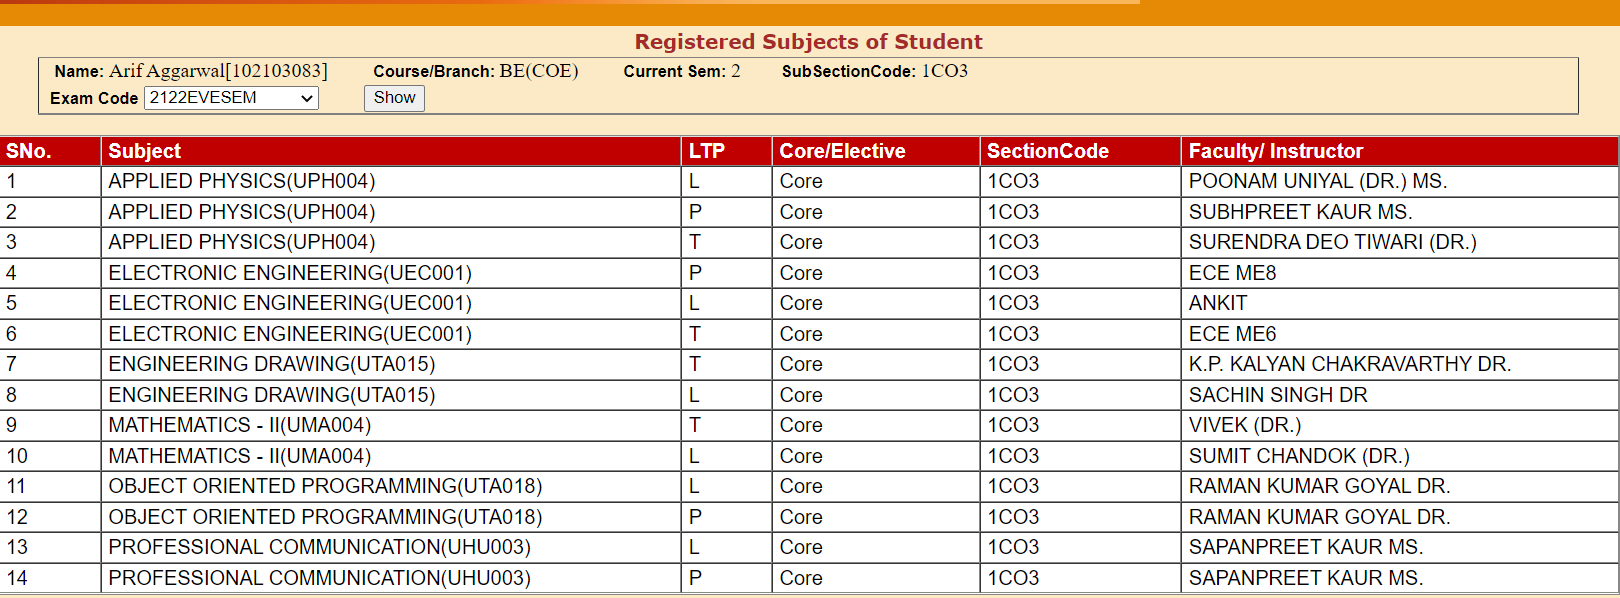 Registered Subjects of Student
Name: Arif Aggarwal[102103083] Course/Branch: BE(COE) Current Sem: 2 SubSectionCode: 1CO3
Exam Code 2122EVESEM Show
SNo. Subject LTP Core/Elective SectionCode Faculty/ Instructor
1 APPLIED PHYSICS(UPH004) L Core 1CO3 POONAM UNIYAL (DR.) MS.
2 APPLIED PHYSICS(UPH004) P Core 1CO3 SUBHPREET KAUR MS.
3 APPLIED PHYSICS(UPH004) T Core 1CO3 SURENDRA DEO TIWARI (DR.)
4 ELECTRONIC ENGINEERING(UEC001) P Core 1CO3 ECE ME8
5 ELECTRONIC ENGINEERING(UEC001) L Core 1CO3 ANKIT
6 ELECTRONIC ENGINEERING(UEC001) T Core 1CO3 ECE ME6
7 ENGINEERING DRAWING(UTA015) T Core 1CO3 K.P. KALYAN CHAKRAVARTHY DR.
8 ENGINEERING DRAWING(UTA015) L Core 1CO3 SACHIN SINGH DR
9 MATHEMATICS - II(UMA004) T Core 1CO3 VIVEK (DR.)
10 MATHEMATICS - II(UMA004) L Core 1CO3 SUMIT CHANDOK (DR.)
11 OBJECT ORIENTED PROGRAMMING(UTA018) L Core 1CO3 RAMAN KUMAR GOYAL DR.
12 OBJECT ORIENTED PROGRAMMING(UTA018) P Core 1CO3 RAMAN KUMAR GOYAL DR.
13 PROFESSIONAL COMMUNICATION(UHU003) L Core 1CO3 SAPANPREET KAUR MS.
14 PROFESSIONAL COMMUNICATION(UHU003) P Core 1CO3 SAPANPREET KAUR MS.